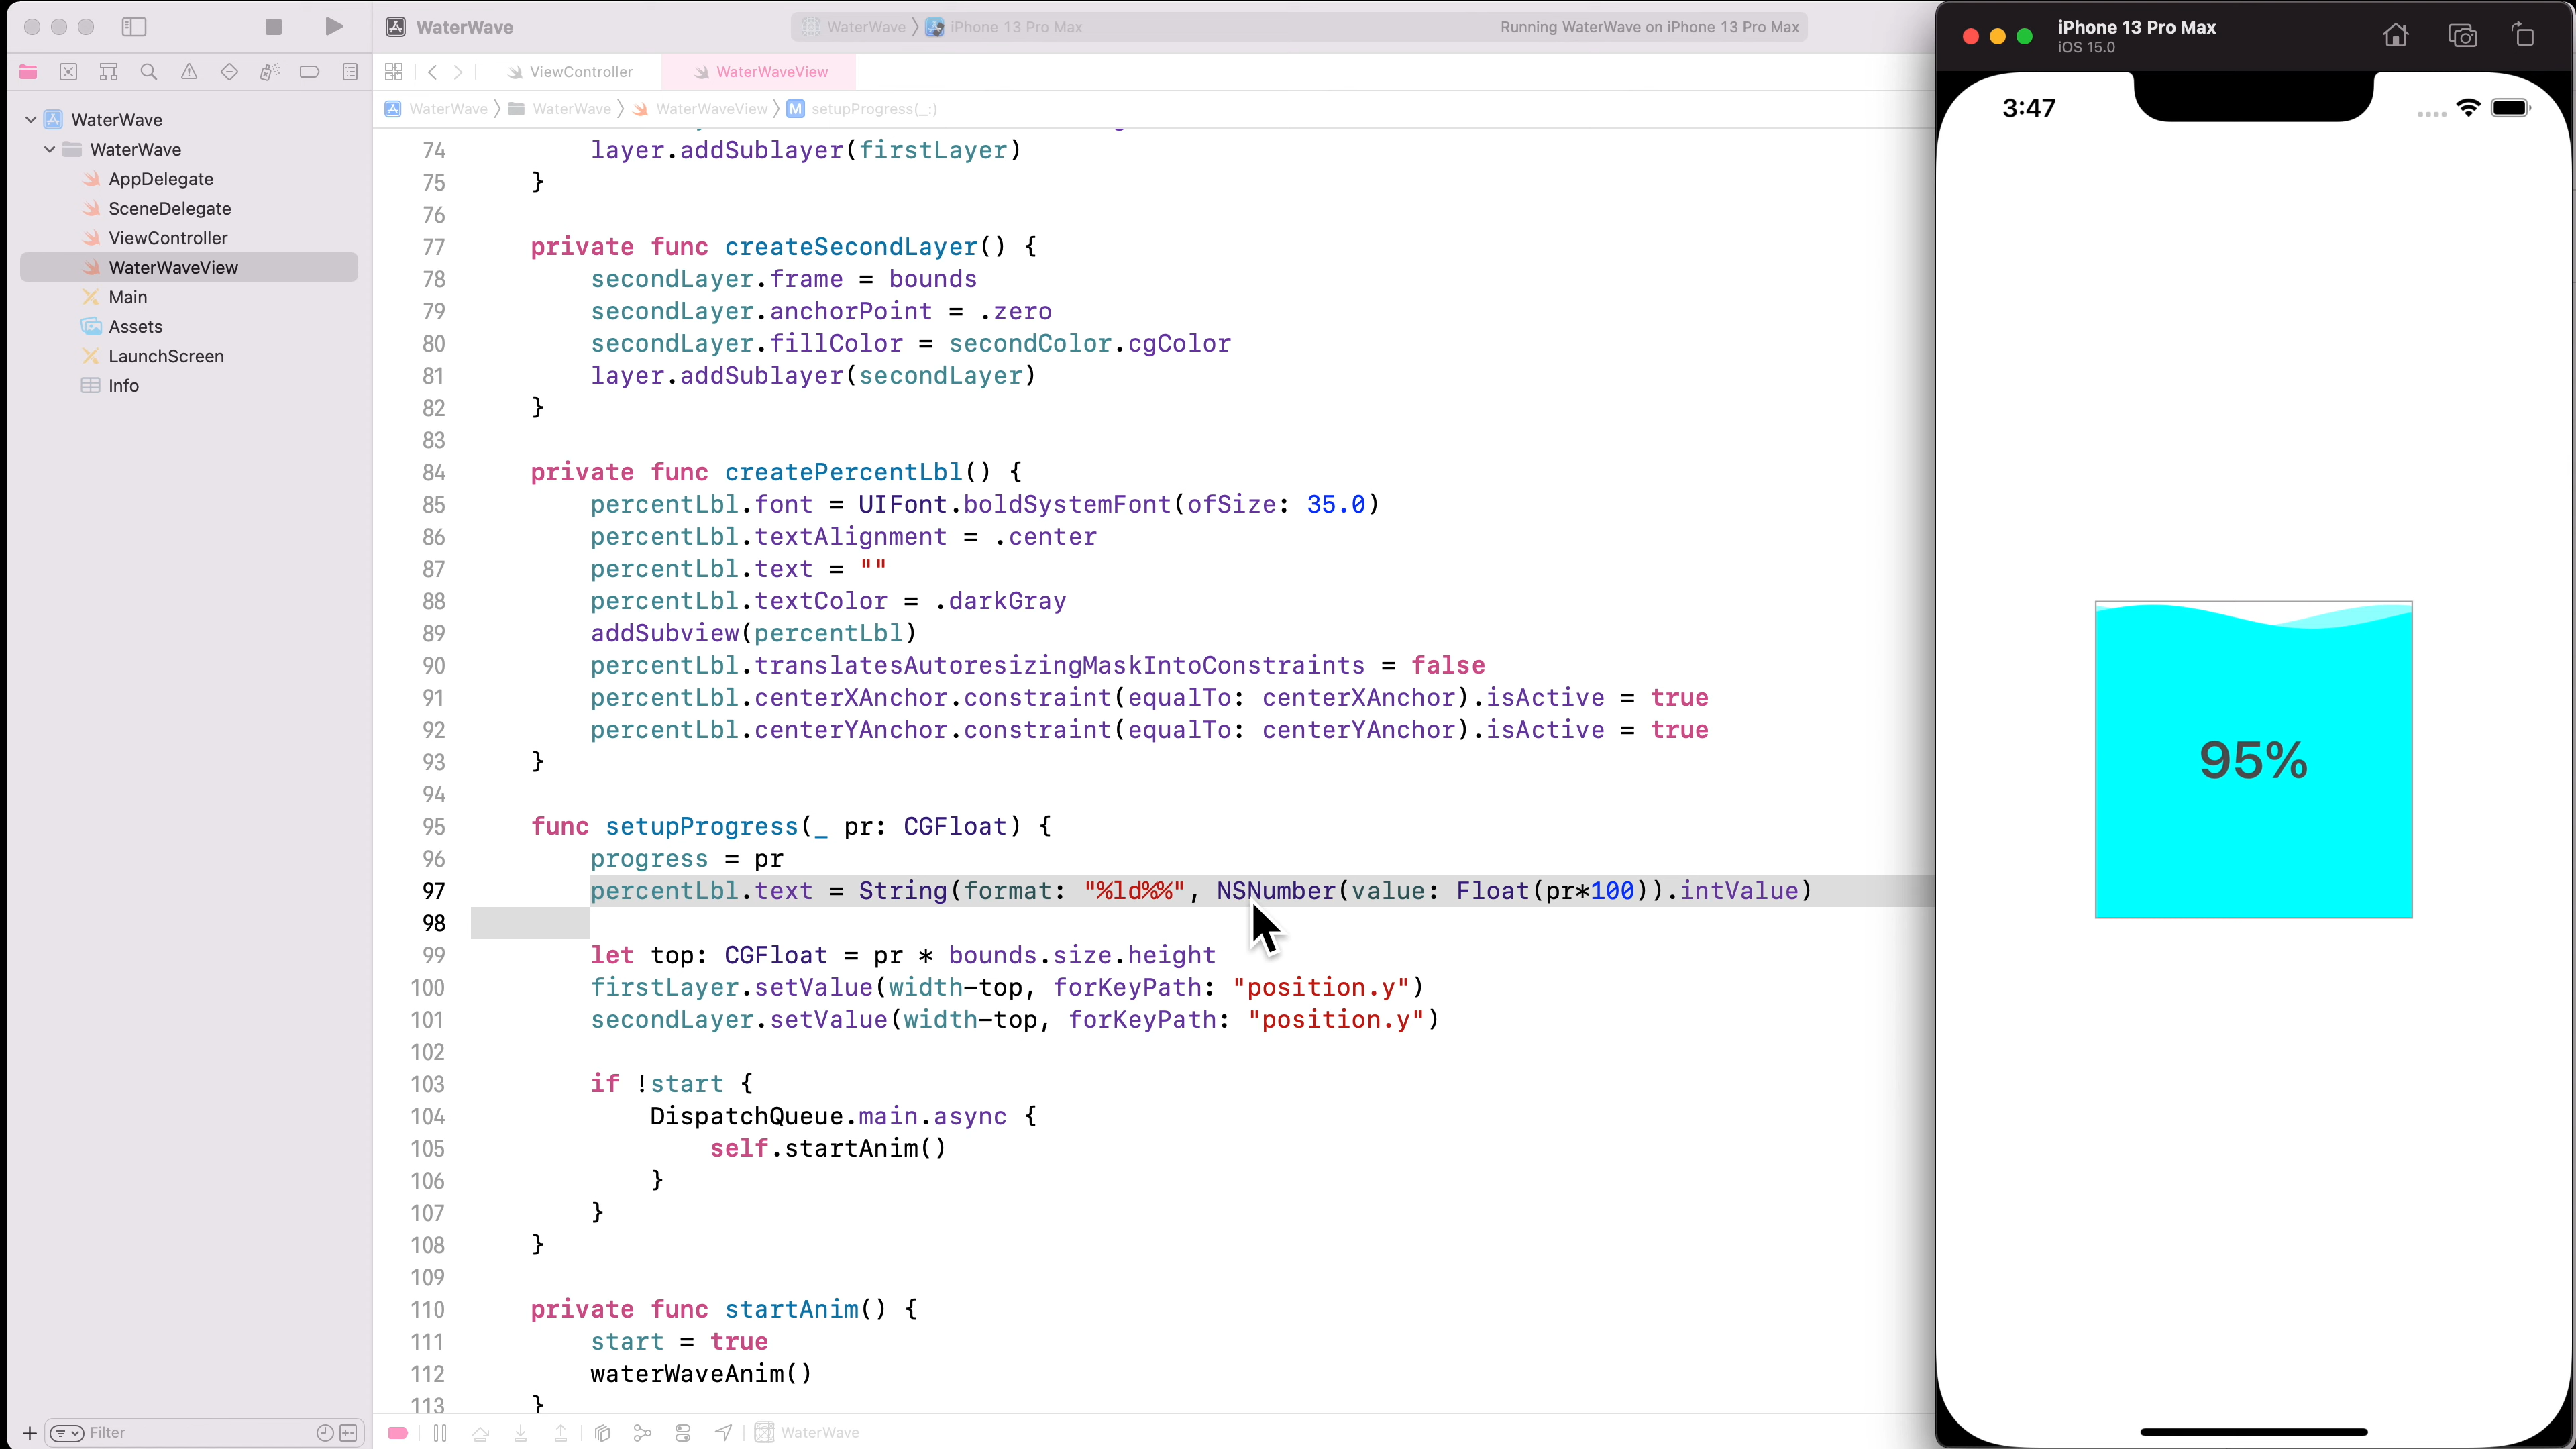 WaterWave
WaterWave 〉 iPhone 13 Pro Max
Running WaterWave on iPhone 13 Pro Max
ViewController
WaterWaveView
WaterWave 〉 WaterWave 〉 WaterWaveView 〉 M setupProgress(_:)
WaterWave
WaterWave
AppDelegate
SceneDelegate
ViewController
WaterWaveView
Main
Assets
LaunchScreen
Info
74 layer.addSublayer(firstLayer)
75 }
76
77 private func createSecondLayer() {
78 secondLayer.frame = bounds
79 secondLayer.anchorPoint = .zero
80 secondLayer.fillColor = secondColor.cgColor
81 layer.addSublayer(secondLayer)
82 }
83
84 private func createPercentLbl() {
85 percentLbl.font = UIFont.boldSystemFont(ofSize: 35.0)
86 percentLbl.textAlignment = .center
87 percentLbl.text = ""
88 percentLbl.textColor = .darkGray
89 addSubview(percentLbl)
90 percentLbl.translatesAutoresizingMaskIntoConstraints = false
91 percentLbl.centerXAnchor.constraint(equalTo: centerXAnchor).isActive = true
92 percentLbl.centerYAnchor.constraint(equalTo: centerYAnchor).isActive = true
93 }
94
95 func setupProgress(_ pr: CGFloat) {
96 progress = pr
97 percentLbl.text = String(format: "%ld%%", NSNumber(value: Float(pr*100)).intValue)
98
99 let top: CGFloat = pr * bounds.size.height
100 firstLayer.setValue(width-top, forKeyPath: "position.y")
101 secondLayer.setValue(width-top, forKeyPath: "position.y")
102
103 if !start {
104 DispatchQueue.main.async {
105 self.startAnim()
106 }
107 }
108 }
109
110 private func startAnim() {
111 start = true
112 waterWaveAnim()
113 }
Filter
WaterWave
iPhone 13 Pro Max
iOS 15.0
3:47
95%